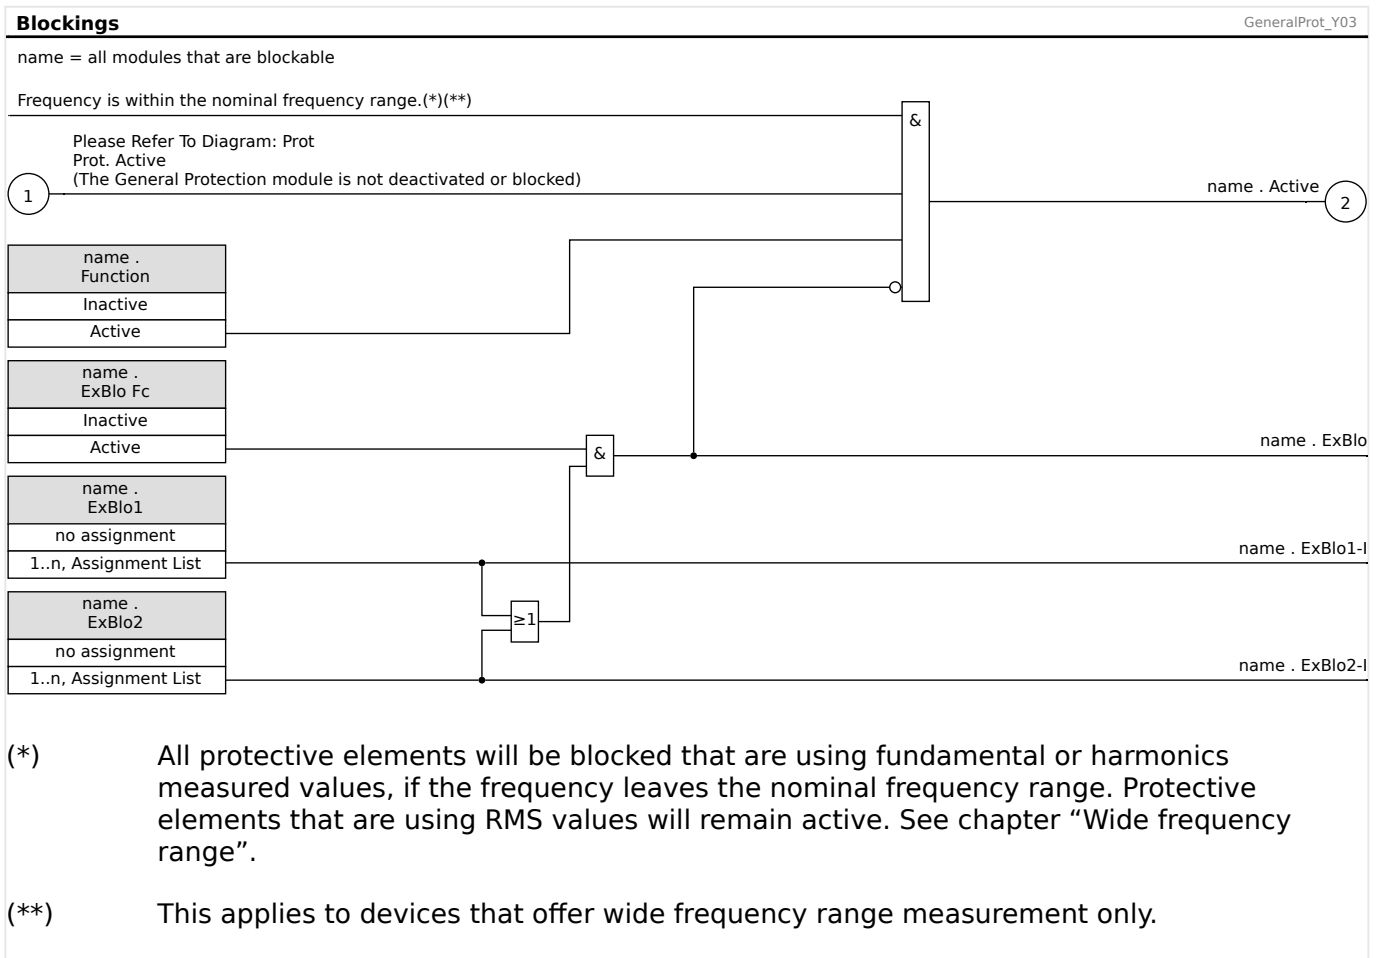 Blockings
GeneralProt_Y03
name = all modules that are blockable
Frequency is within the nominal frequency range.(*)(**)
&
Please Refer To Diagram: Prot
Prot. Active
(The General Protection module is not deactivated or blocked)
1
name . Active
2
name .
Function
Inactive
Active
name .
ExBlo Fc
Inactive
Active
&
name . ExBlo
name .
ExBlo1
no assignment
1..n, Assignment List
name . ExBlo1-I
name .
ExBlo2
no assignment
1..n, Assignment List
≥1
name . ExBlo2-I
(*) All protective elements will be blocked that are using fundamental or harmonics
measured values, if the frequency leaves the nominal frequency range. Protective
elements that are using RMS values will remain active. See chapter “Wide frequency
range”.
(**) This applies to devices that offer wide frequency range measurement only.